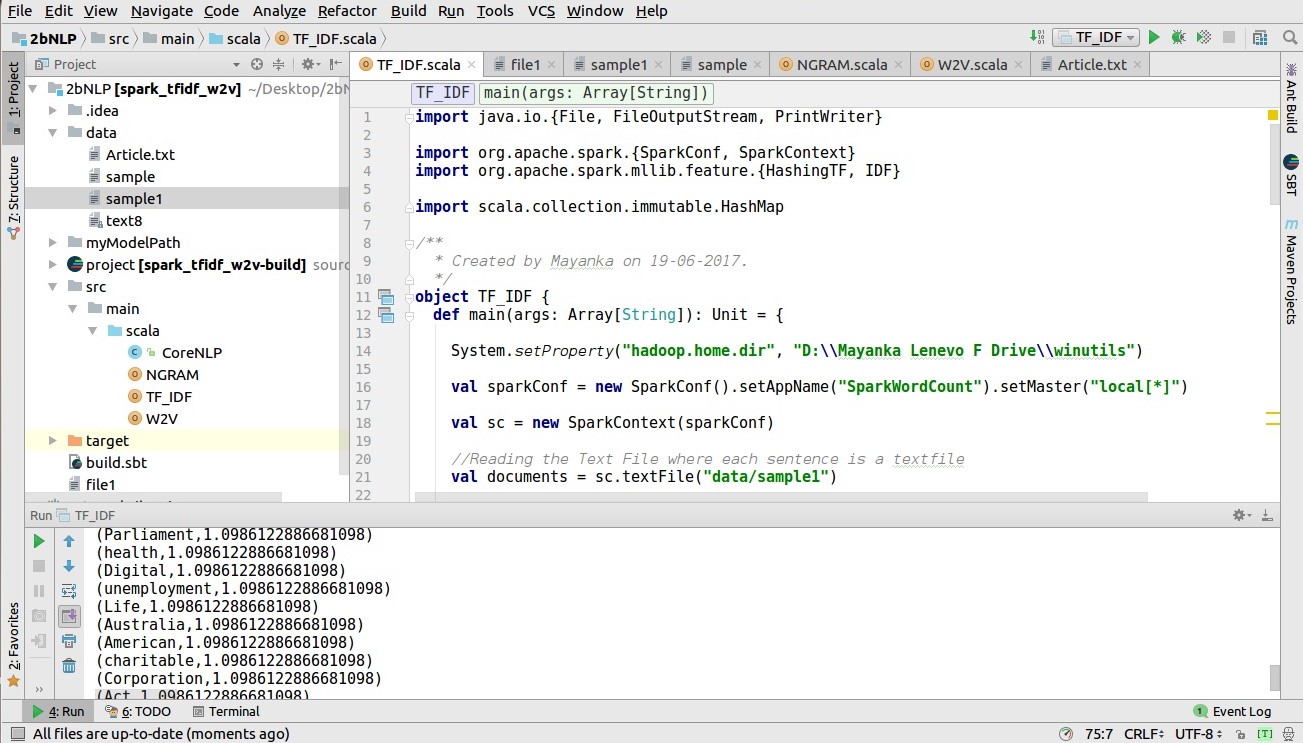 File Edit View Navigate Code Analyze Refactor Build Run Tools VCS Window Help
2bNLP src main scala TF_IDF.scala TF_IDF
Project TF_IDF.scala file1 sample1 sample NGRAM.scala W2V.scala Article.txt
1: Project
7: Structure
2: Favorites
2bNLP [spark_tfidf_w2v] ~/Desktop/2bN
.idea
data
Article.txt
sample
sample1
text8
myModelPath
project [spark_tfidf_w2v-build] sourc
src
main
scala
CoreNLP
NGRAM
TF_IDF
W2V
target
build.sbt
file1
TF_IDF main(args: Array[String])
1 import java.io.{File, FileOutputStream, PrintWriter}
2
3 import org.apache.spark.{SparkConf, SparkContext}
4 import org.apache.spark.mllib.feature.{HashingTF, IDF}
5
6 import scala.collection.immutable.HashMap
7
8 /**
9 * Created by Mayanka on 19-06-2017.
10 */
11 object TF_IDF {
12 def main(args: Array[String]): Unit = {
13
14 System.setProperty("hadoop.home.dir", "D:\\Mayanka Lenevo F Drive\\winutils")
15
16 val sparkConf = new SparkConf().setAppName("SparkWordCount").setMaster("local[*]")
17
18 val sc = new SparkContext(sparkConf)
19
20 //Reading the Text File where each sentence is a textfile
21 val documents = sc.textFile("data/sample1")
22
Ant Build
SBT
m Maven Projects
Run TF_IDF
(Parliament,1.0986122886681098)
(health,1.0986122886681098)
(Digital,1.0986122886681098)
(unemployment,1.0986122886681098)
(Life,1.0986122886681098)
(Australia,1.0986122886681098)
(American,1.0986122886681098)
(charitable,1.0986122886681098)
(Corporation,1.0986122886681098)
(Act,1.0986122886681098)
4: Run 6: TODO Terminal 1 Event Log
All files are up-to-date (moments ago) 75:7 CRLF UTF-8 [T]